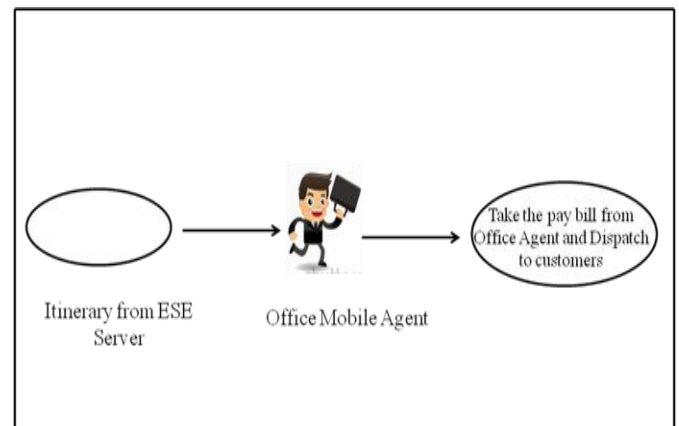 Take the pay bill from
Office Agent and Dispatch
to customers
Itinerary from ESE
Server
Office Mobile Agent